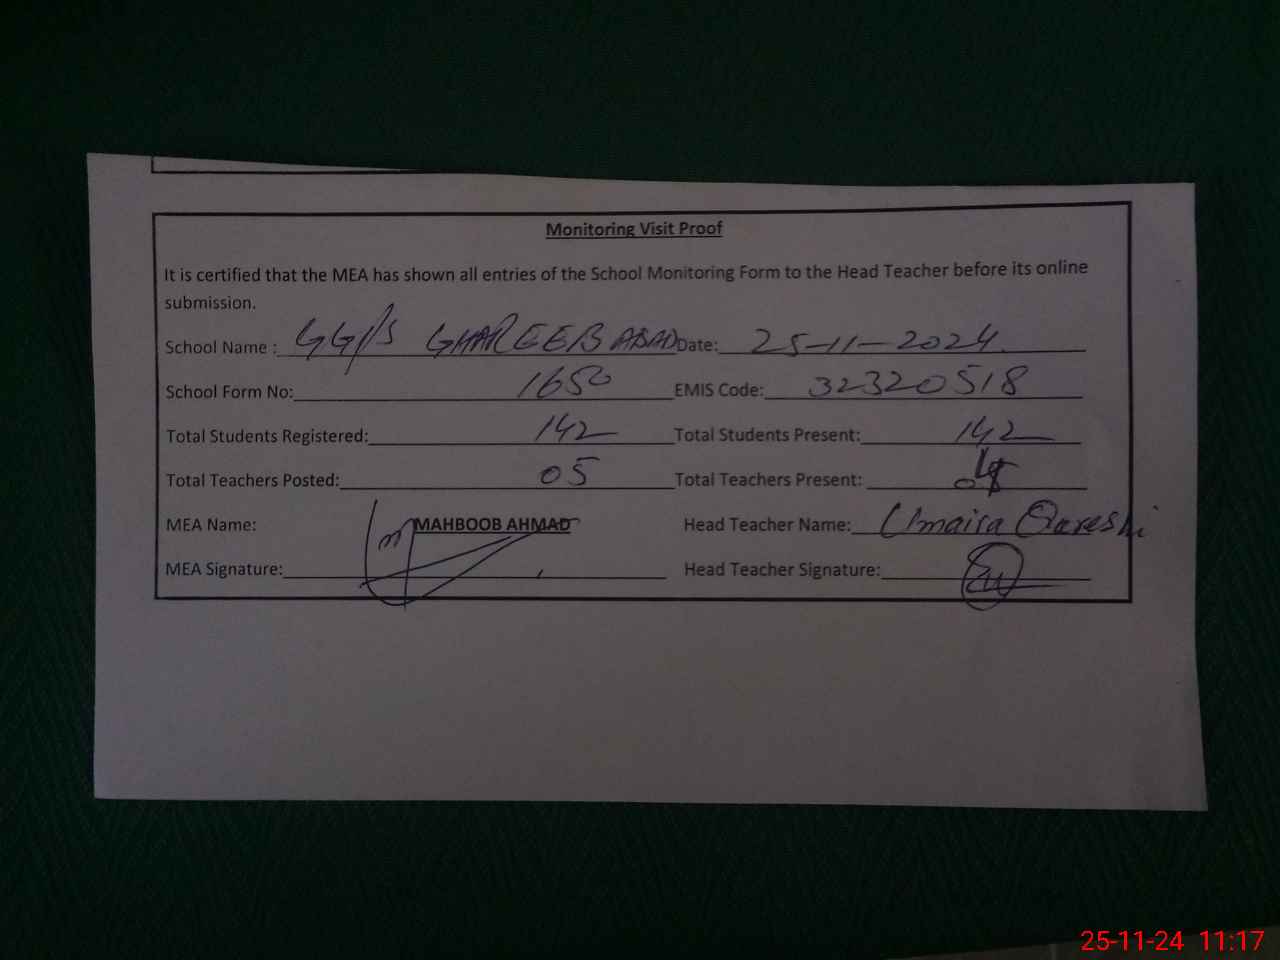 Monitoring Visit Proof
It is certified that the MEA has shown all entries of the School Monitoring Form to the Head Teacher before its online
submission.
School Name : GGPS GHAREEB ABAD Date: 25-11-2024
School Form No: 1650 EMIS Code: 32320518
Total Students Registered: 142 Total Students Present: 142
Total Teachers Posted: 05 Total Teachers Present:
MEA Name: MAHBOOB AHMAD Head Teacher Name: Umaira Qureshi
MEA Signature: Head Teacher Signature:
25-11-24 11:17